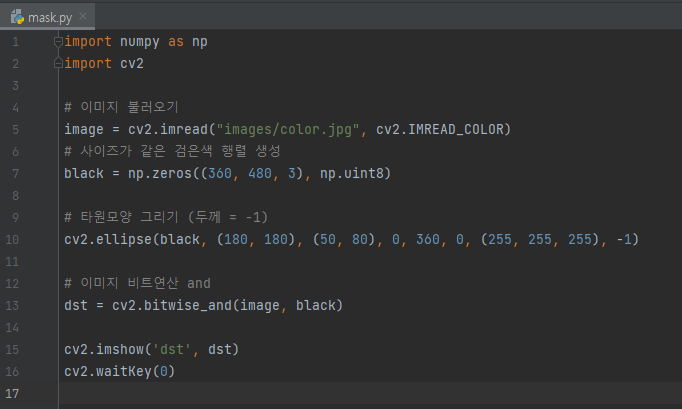 mask.py
1 import numpy as np
2 import cv2
3
4 # 이미지 불러오기
5 image = cv2.imread("images/color.jpg", cv2.IMREAD_COLOR)
6 # 사이즈가 같은 검은색 행렬 생성
7 black = np.zeros((360, 480, 3), np.uint8)
8
9 # 타원모양 그리기 (두께 = -1)
10 cv2.ellipse(black, (180, 180), (50, 80), 0, 360, 0, (255, 255, 255), -1)
11
12 # 이미지 비트연산 and
13 dst = cv2.bitwise_and(image, black)
14
15 cv2.imshow('dst', dst)
16 cv2.waitKey(0)
17